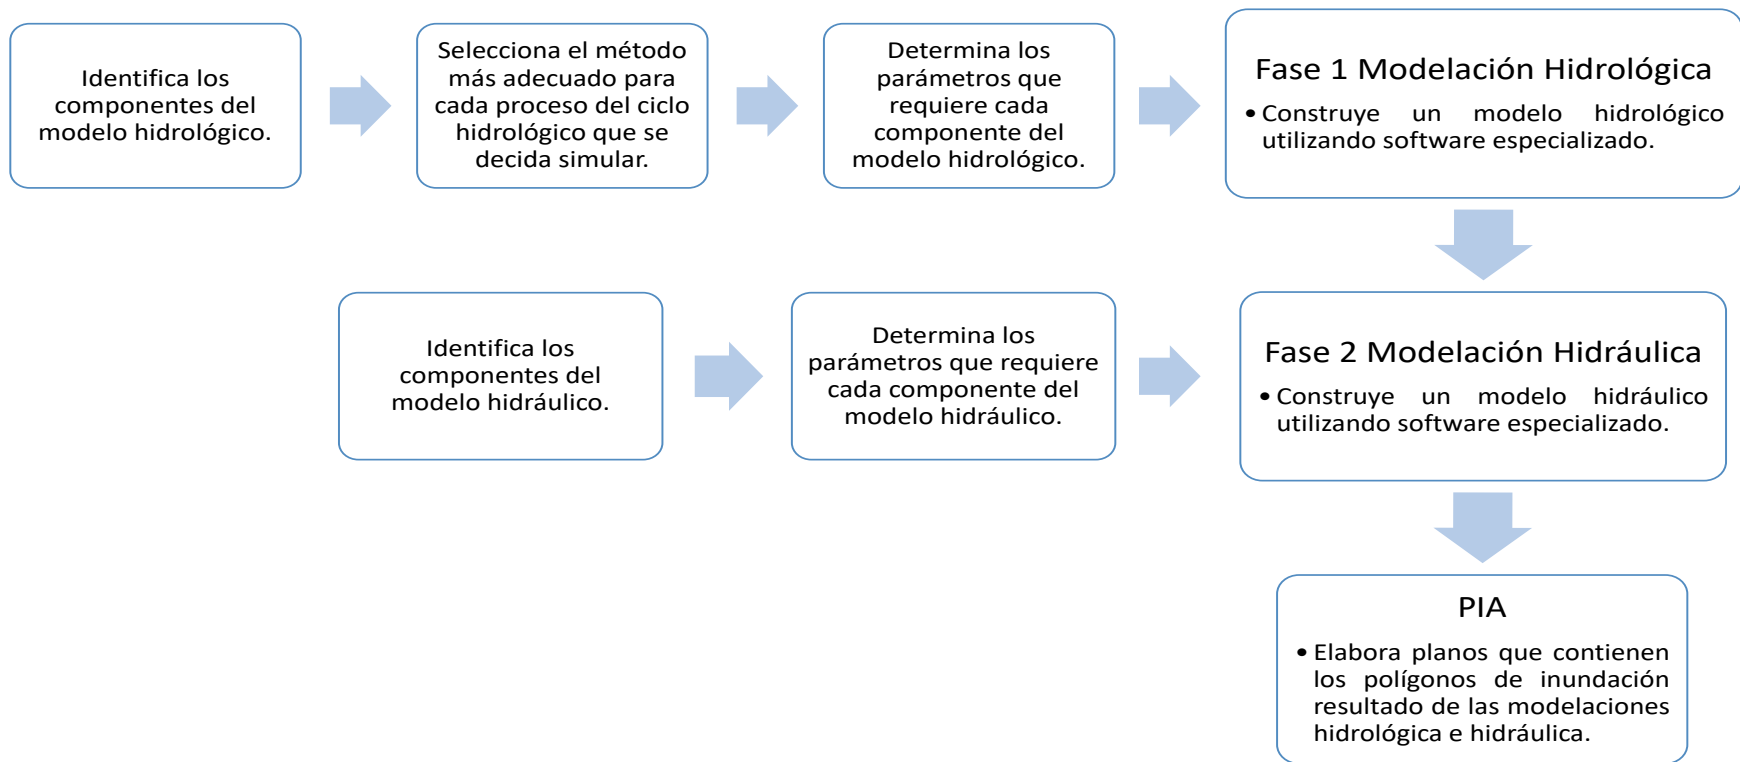 Identifica los
componentes del
modelo hidrológico.
Selecciona el método
más adecuado para
cada proceso del ciclo
hidrológico que se
decida simular.
Determina los
parámetros que
requiere cada
componente del
modelo hidrológico.
Fase 1 Modelación Hidrológica
• Construye un modelo hidrológico
utilizando software especializado.
Identifica los
componentes del
modelo hidráulico.
Determina los
parámetros que requiere
cada componente del
modelo hidráulico.
Fase 2 Modelación Hidráulica
• Construye un modelo hidráulico
utilizando software especializado.
PIA
• Elabora planos que contienen
los polígonos de inundación
resultado de las modelaciones
hidrológica e hidráulica.